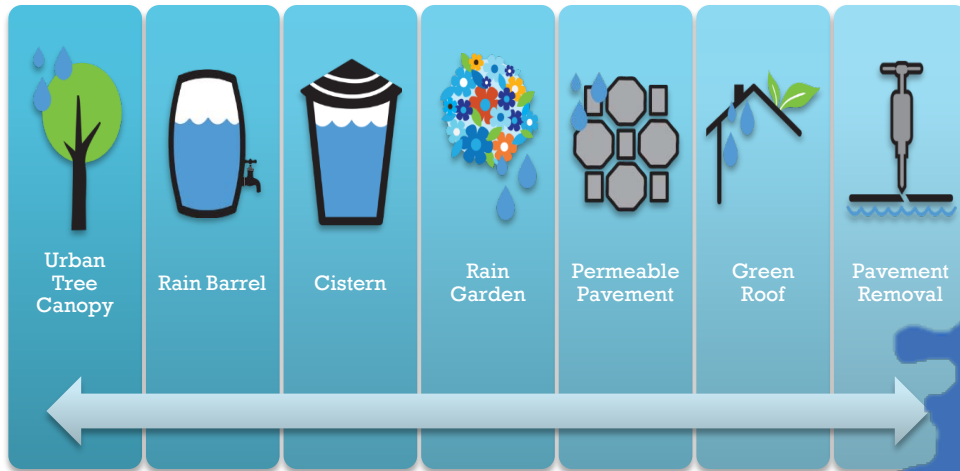 Urban
Tree
Canopy
Rain Barrel
Cistern
Rain
Garden
Permeable
Pavement
Green
Roof
Pavement
Removal